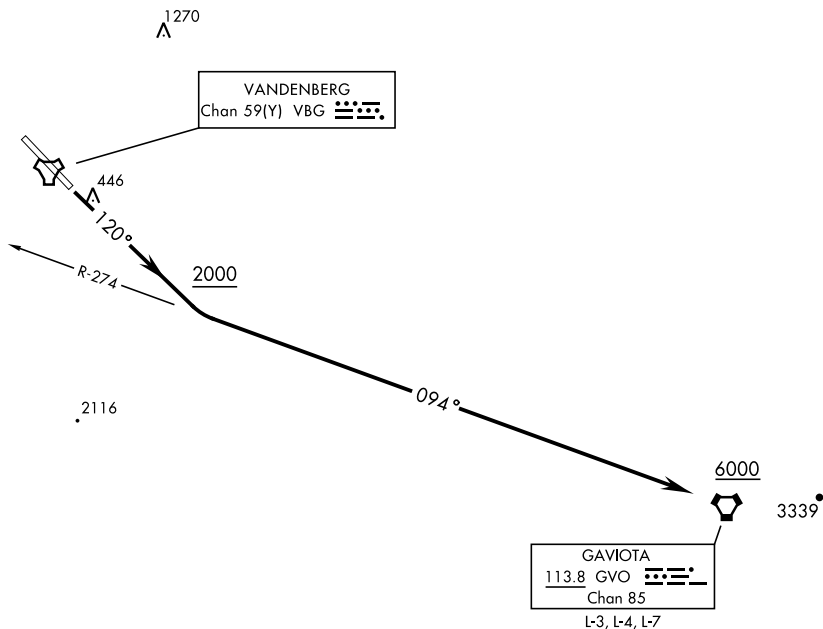 1270
VANDENBERG
Chan 59(Y) VBG
446
120°
R-274
2000
094°
2116
6000
3339
GAVIOTA
113.8 GVO
Chan 85
L-3, L-4, L-7